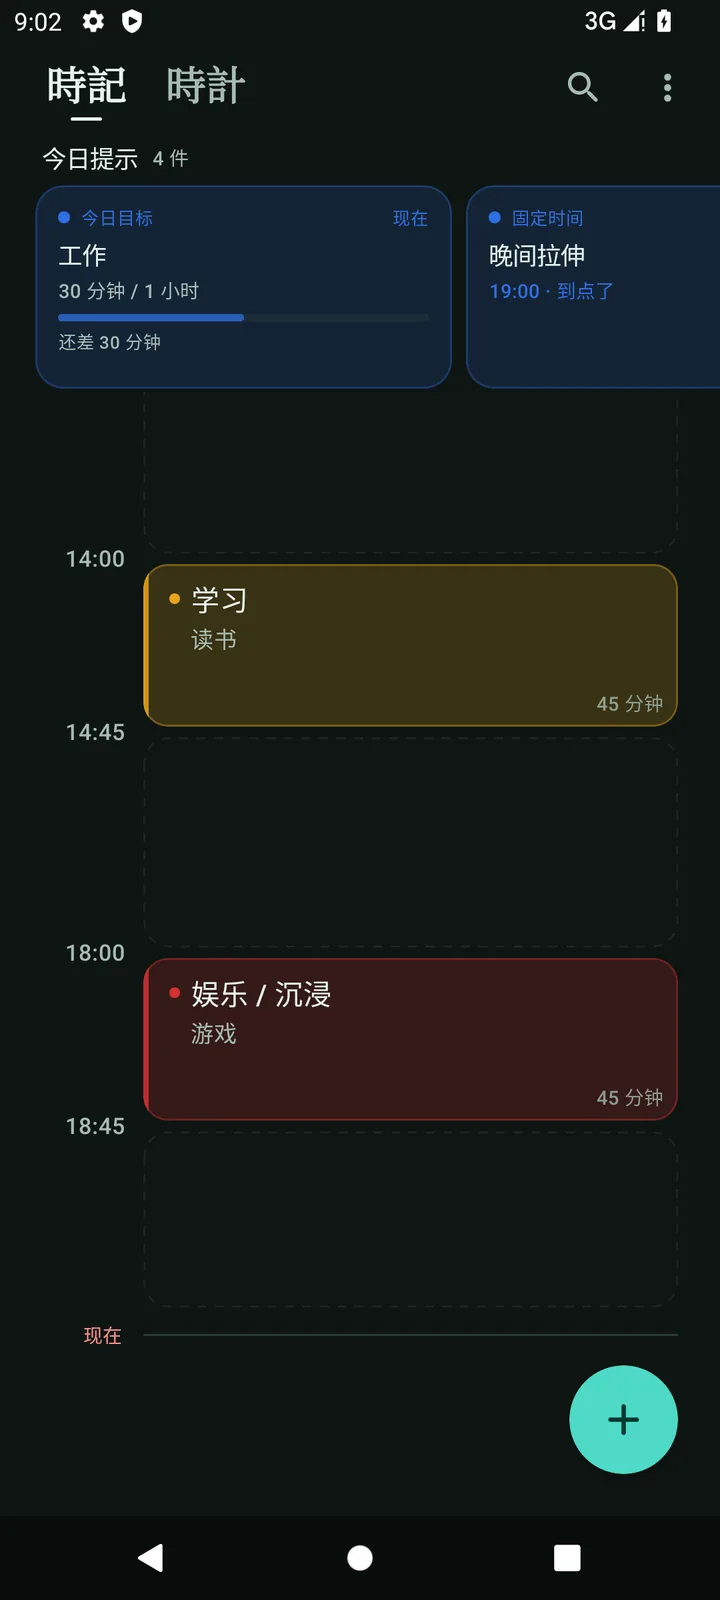 9:02
3G
時記 時計
今日提示 4 件
今日目标 现在
工作
30 分钟 / 1 小时
还差 30 分钟
固定时间
晚间拉伸
19:00 · 到点了
14:00
学习
读书
45 分钟
14:45
18:00
娱乐 / 沉浸
游戏
45 分钟
18:45
现在